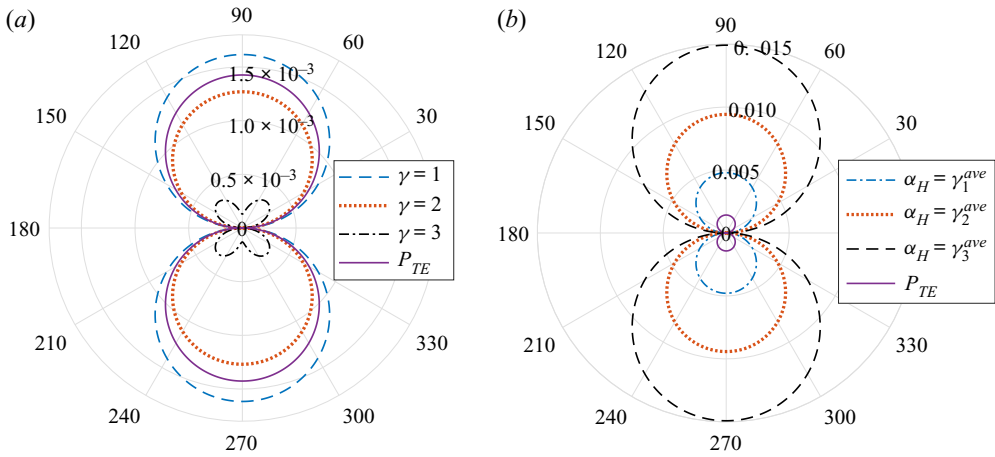 (a)
90
120
60
1.5 × 10⁻³
150
30
1.0 × 10⁻³
0.5 × 10⁻³
180
0
γ = 1
γ = 2
γ = 3
P_TE
210
330
240
300
270
(b)
90
0. .015
120
60
0.010
150
30
0.005
180
0
α_H = γ_1^ave
α_H = γ_2^ave
α_H = γ_3^ave
P_TE
210
330
240
300
270